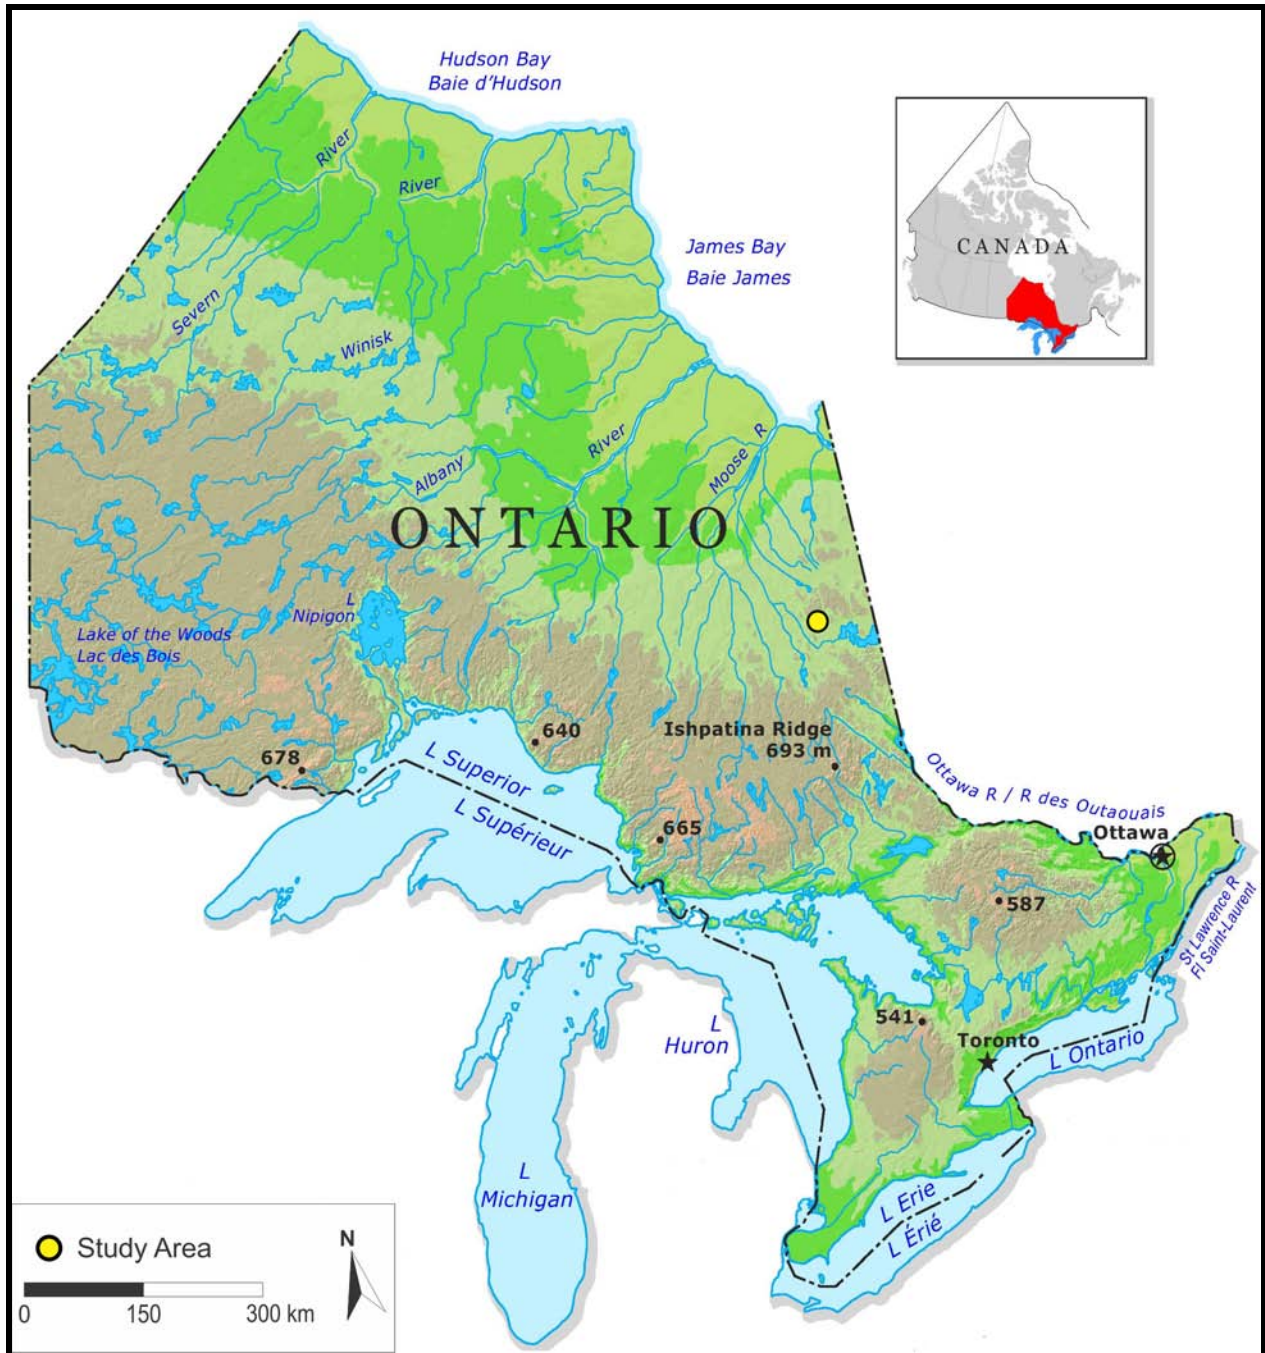 Hudson Bay
Baie d'Hudson
River
River
CANADA
James Bay
Baie James
Severn
Winisk
River
Moose R
Albany
ONTARIO
L
Nipigon
Lake of the Woods
Lac des Bois
640
Ishpatina Ridge
693 m
678
L Superior
L Supérieur
Ottawa R / R des Outaouais
665
Ottawa
587
St Lawrence R
Fl Saint-Laurent
541
L
Huron
Toronto
L Ontario
L
Michigan
L Erie
L Érié
Study Area
N
0 150 300 km